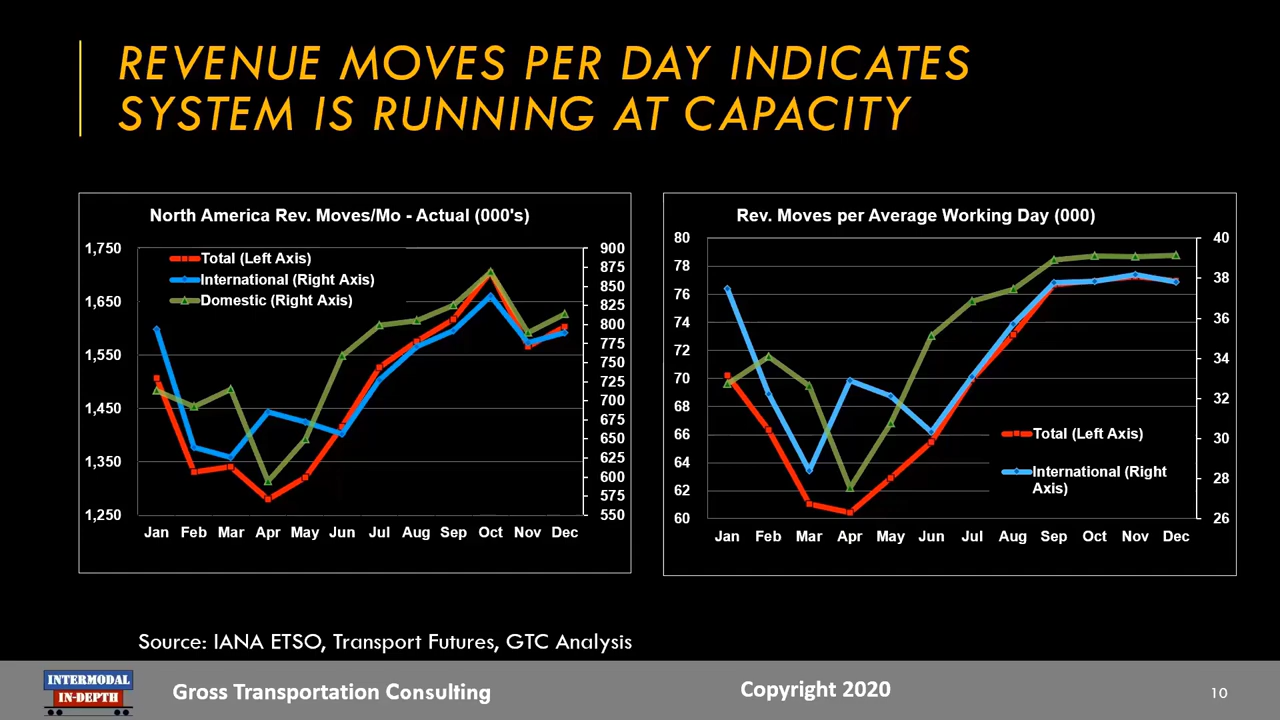 REVENUE MOVES PER DAY INDICATES
SYSTEM IS RUNNING AT CAPACITY
North America Rev. Moves/Mo - Actual (000's)
Total (Left Axis)
International (Right Axis)
Domestic (Right Axis)
1,750
1,650
1,550
1,450
1,350
1,250
900
875
850
825
800
775
750
725
700
675
650
625
600
575
550
Jan Feb Mar Apr May Jun Jul Aug Sep Oct Nov Dec
Rev. Moves per Average Working Day (000)
80
78
76
74
72
70
68
66
64
62
60
40
38
36
34
32
30
28
26
Total (Left Axis)
International (Right
Axis)
Jan Feb Mar Apr May Jun Jul Aug Sep Oct Nov Dec
Source: IANA ETSO, Transport Futures, GTC Analysis
INTERMODAL
IN-DEPTH
Gross Transportation Consulting
Copyright 2020
10